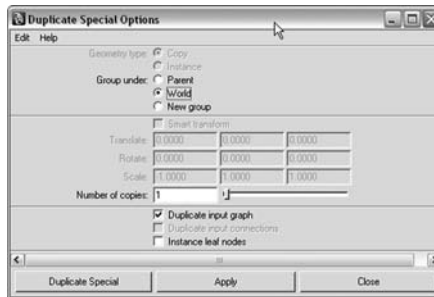 Duplicate Special Options
Edit Help
Geometry type: Copy
Instance
Group under: Parent
World
New group
Smart transform
Translate 0.0000 0.0000 0.0000
Rotate: 0.0000 0.0000 0.0000
Scale: -1.0000 1.0000 1.0000
Number of copies: 1
Duplicate input graph
Duplicate input connections
Instance leaf nodes
Duplicate Special Apply Close